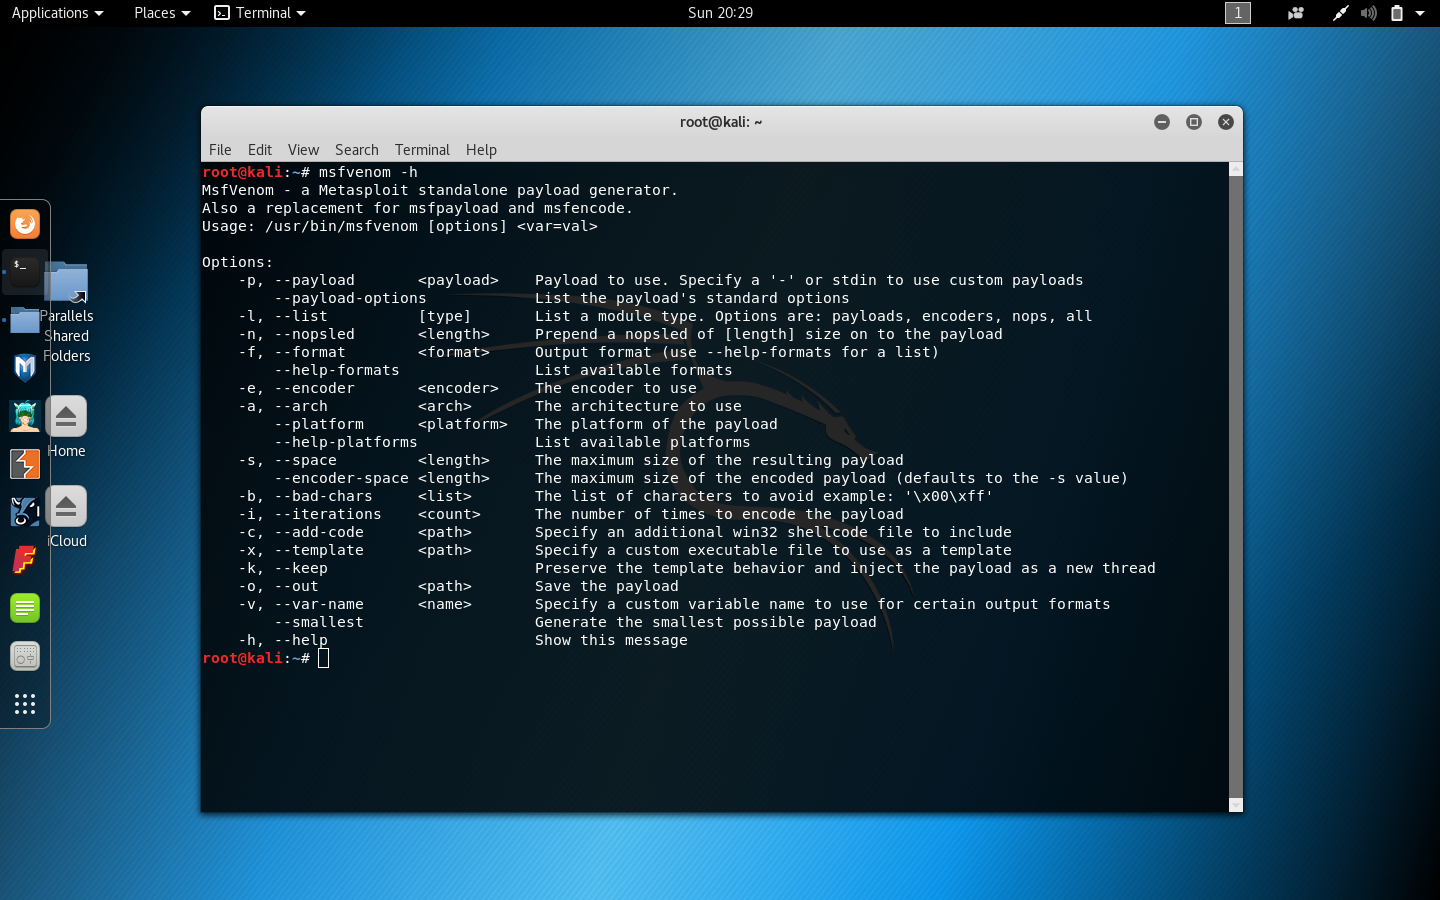 Applications Places Terminal Sun 20:29 1
root@kali: ~
File Edit View Search Terminal Help
root@kali:~# msfvenom -h
MsfVenom - a Metasploit standalone payload generator.
Also a replacement for msfpayload and msfencode.
Usage: /usr/bin/msfvenom [options] <var=val>
Options:
    -p, --payload       <payload>    Payload to use. Specify a '-' or stdin to use custom payloads
        --payload-options            List the payload's standard options
    -l, --list          [type]       List a module type. Options are: payloads, encoders, nops, all
    -n, --nopsled       <length>     Prepend a nopsled of [length] size on to the payload
    -f, --format        <format>     Output format (use --help-formats for a list)
        --help-formats               List available formats
    -e, --encoder       <encoder>    The encoder to use
    -a, --arch          <arch>       The architecture to use
        --platform      <platform>   The platform of the payload
        --help-platforms             List available platforms
    -s, --space         <length>     The maximum size of the resulting payload
        --encoder-space <length>     The maximum size of the encoded payload (defaults to the -s value)
    -b, --bad-chars     <list>       The list of characters to avoid example: '\x00\xff'
    -i, --iterations    <count>      The number of times to encode the payload
    -c, --add-code      <path>       Specify an additional win32 shellcode file to include
    -x, --template      <path>       Specify a custom executable file to use as a template
    -k, --keep                       Preserve the template behavior and inject the payload as a new thread
    -o, --out           <path>       Save the payload
    -v, --var-name      <name>       Specify a custom variable name to use for certain output formats
        --smallest                   Generate the smallest possible payload
    -h, --help                       Show this message
root@kali:~#
$_
Parallels
Shared
Folders
Home
iCloud